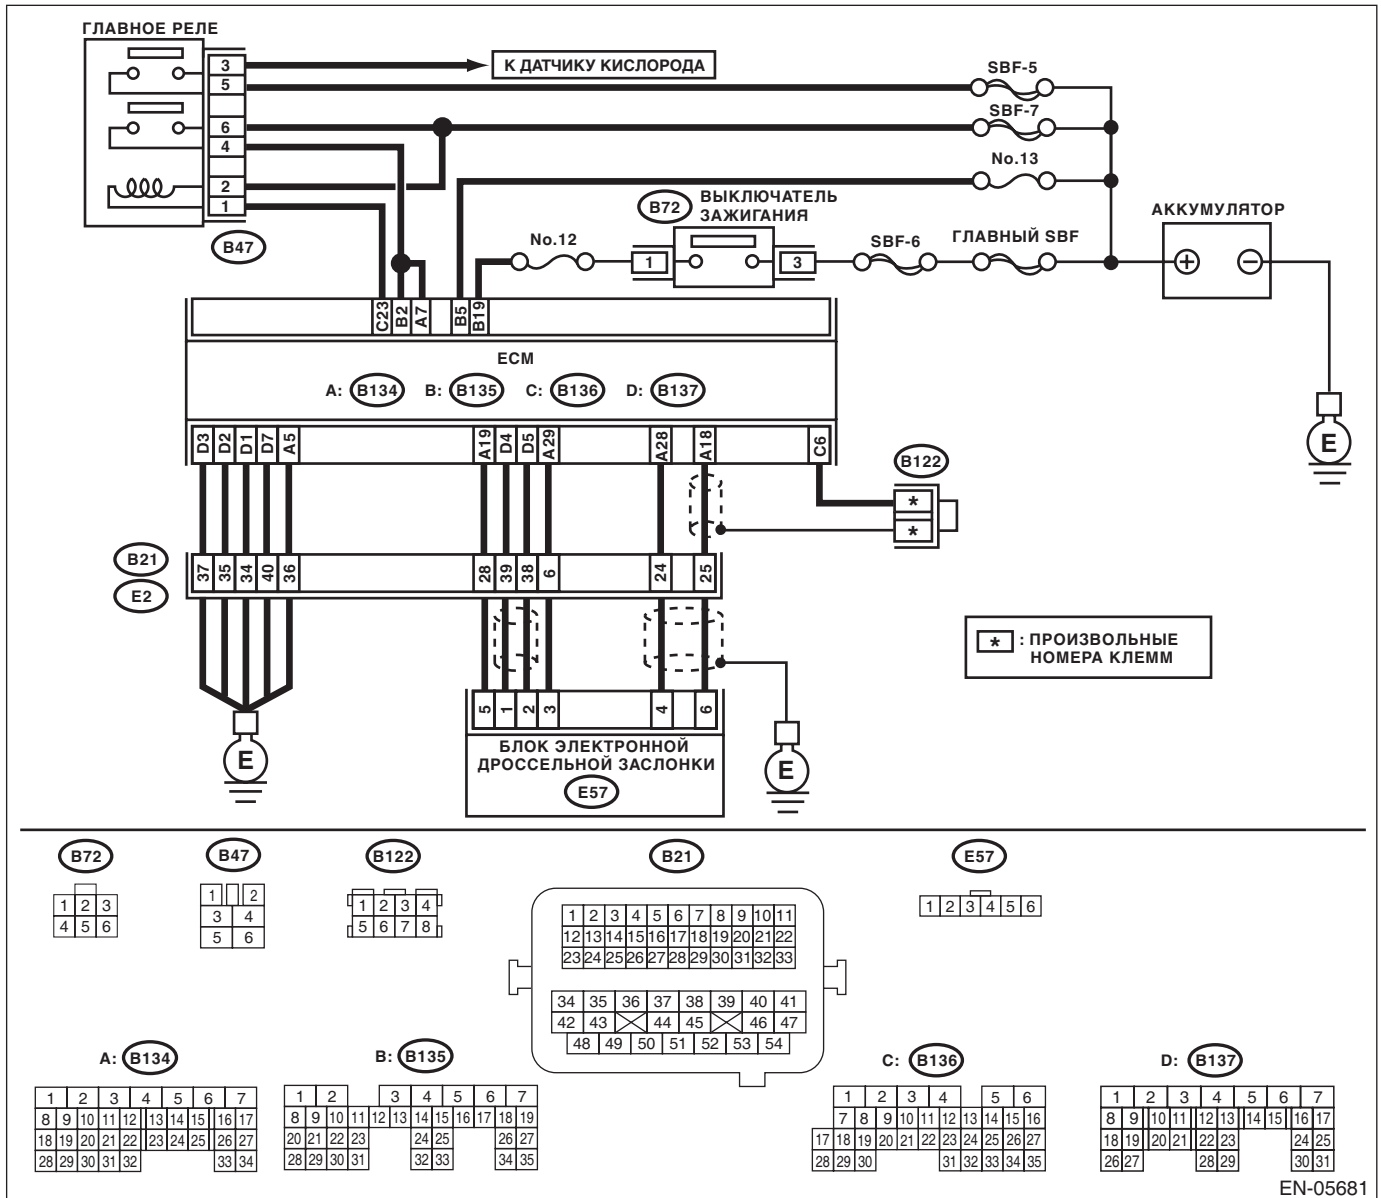 ГЛАВНОЕ РЕЛЕ
3
5
6
4
2
1
B47
К ДАТЧИКУ КИСЛОРОДА
SBF-5
SBF-7
No.13
B72
ВЫКЛЮЧАТЕЛЬ
ЗАЖИГАНИЯ
No.12
1
3
SBF-6
ГЛАВНЫЙ SBF
АККУМУЛЯТОР
+
−
E
C23 B2 A7 B5 B19
ECM
A: B134 B: B135 C: B136 D: B137
D3 D2 D1 D7 A5 A19 D4 D5 A29 A28 A18 C6
B122
*
*
B21
E2
37 35 34 40 36 28 39 38 6 24 25
* : ПРОИЗВОЛЬНЫЕ
НОМЕРА КЛЕММ
5 1 2 3 4 6
БЛОК ЭЛЕКТРОННОЙ
ДРОССЕЛЬНОЙ ЗАСЛОНКИ
E57
E
E
B72
1 2 3
4 5 6
B47
1 2
3 4
5 6
B122
1 2 3 4
5 6 7 8
B21
1 2 3 4 5 6 7 8 9 10 11
12 13 14 15 16 17 18 19 20 21 22
23 24 25 26 27 28 29 30 31 32 33
34 35 36 37 38 39 40 41
42 43 44 45 46 47
48 49 50 51 52 53 54
E57
1 2 3 4 5 6
A: B134
1 2 3 4 5 6 7
8 9 10 11 12 13 14 15 16 17
18 19 20 21 22 23 24 25 26 27
28 29 30 31 32 33 34
B: B135
1 2 3 4 5 6 7
8 9 10 11 12 13 14 15 16 17 18 19
20 21 22 23 24 25 26 27
28 29 30 31 32 33 34 35
C: B136
1 2 3 4 5 6
7 8 9 10 11 12 13 14 15 16
17 18 19 20 21 22 23 24 25 26 27
28 29 30 31 32 33 34 35
D: B137
1 2 3 4 5 6 7
8 9 10 11 12 13 14 15 16 17
18 19 20 21 22 23 24 25
26 27 28 29 30 31
EN-05681